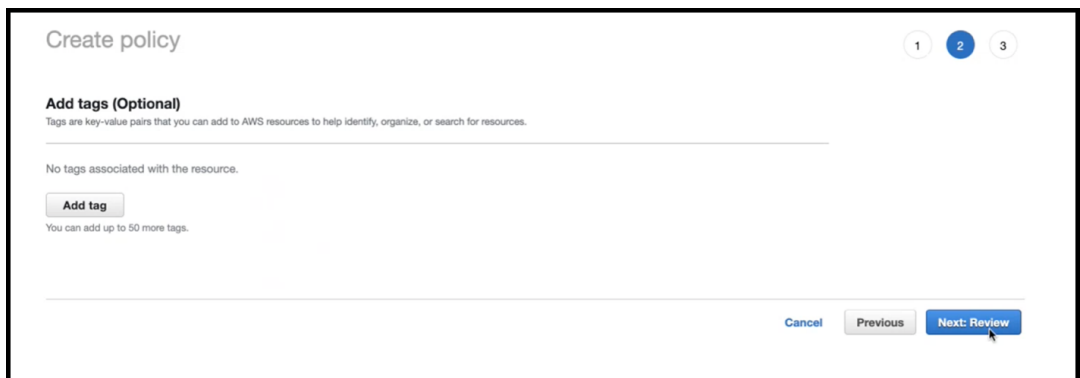 Create policy
1 2 3
Add tags (Optional)
Tags are key-value pairs that you can add to AWS resources to help identify, organize, or search for resources.
No tags associated with the resource.
Add tag
You can add up to 50 more tags.
Cancel Previous Next: Review